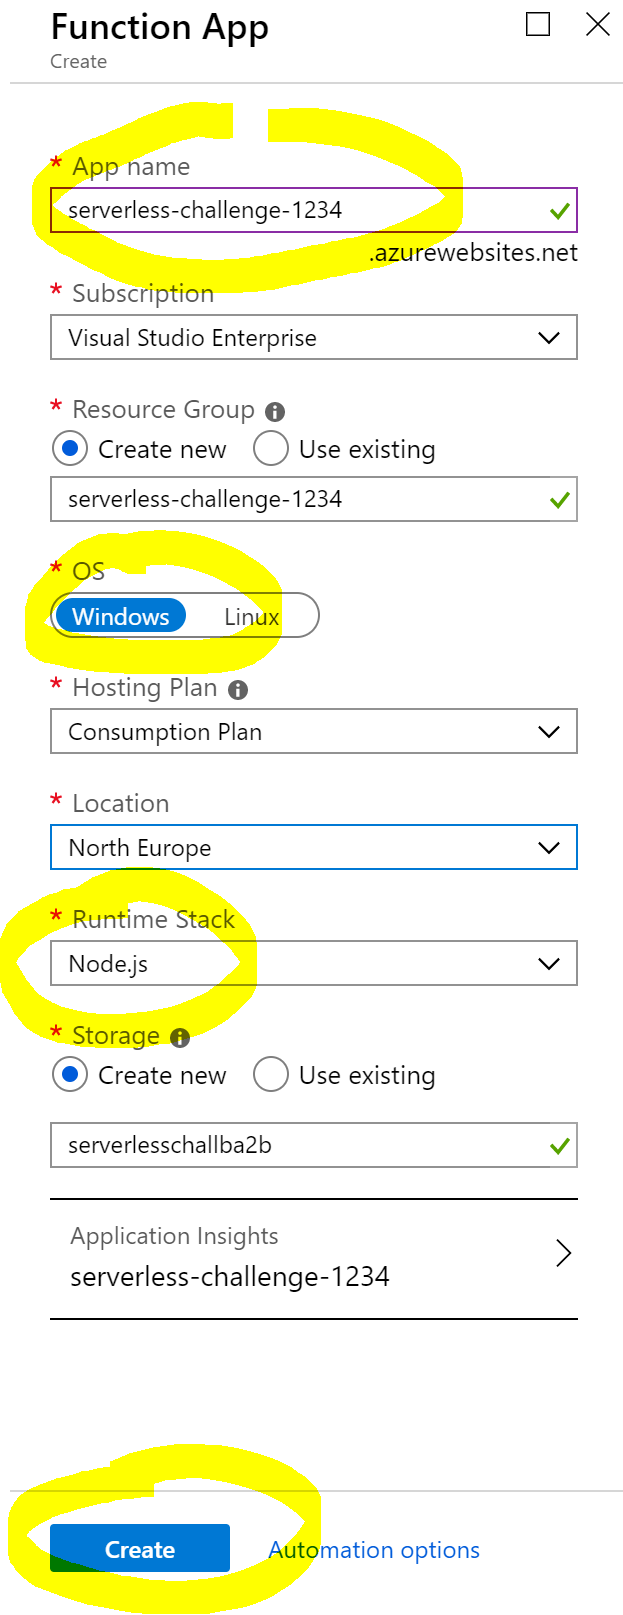 Function App
Create
* App name
serverless-challenge-1234
.azurewebsites.net
* Subscription
Visual Studio Enterprise
* Resource Group
Create new Use existing
serverless-challenge-1234
* OS
Windows Linux
* Hosting Plan
Consumption Plan
* Location
North Europe
* Runtime Stack
Node.js
* Storage
Create new Use existing
serverlesschallba2b
Application Insights
serverless-challenge-1234
Create Automation options